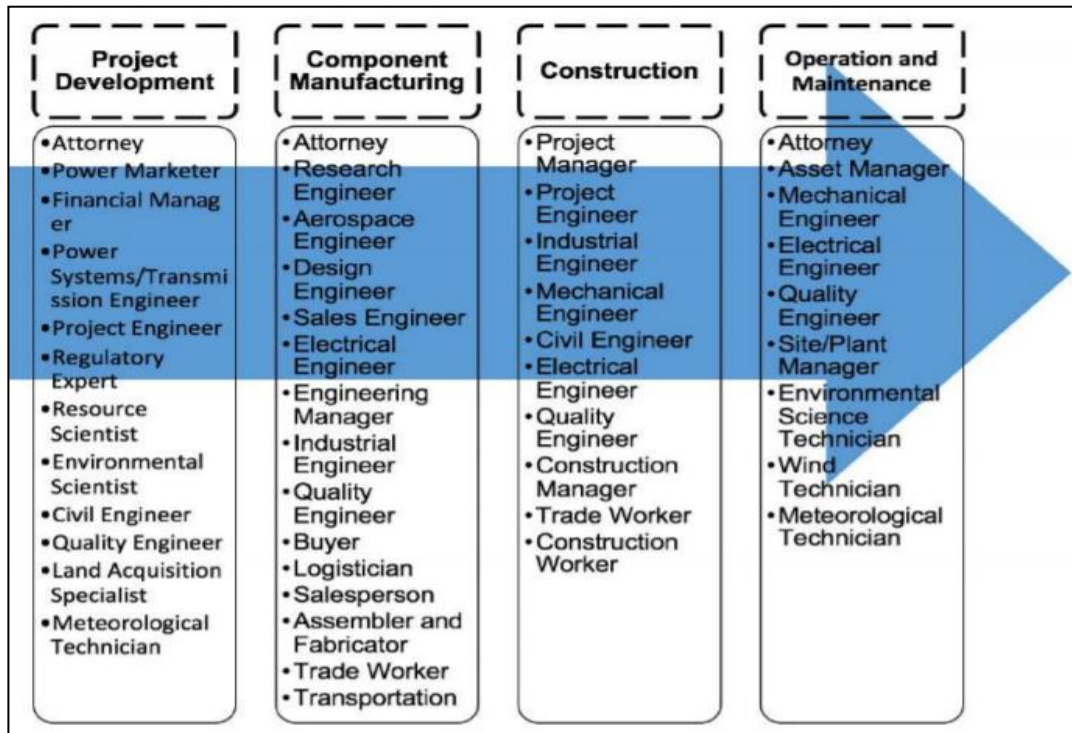 Project
Development
•Attorney
•Power Marketer
•Financial Manag
er
•Power
Systems/Transmi
ssion Engineer
•Project Engineer
•Regulatory
Expert
•Resource
Scientist
•Environmental
Scientist
•Civil Engineer
•Quality Engineer
•Land Acquisition
Specialist
•Meteorological
Technician
Component
Manufacturing
•Attorney
•Research
Engineer
•Aerospace
Engineer
•Design
Engineer
•Sales Engineer
•Electrical
Engineer
•Engineering
Manager
•Industrial
Engineer
•Quality
Engineer
•Buyer
•Logistician
•Salesperson
•Assembler and
Fabricator
•Trade Worker
•Transportation
Construction
•Project
Manager
•Project
Engineer
•Industrial
Engineer
•Mechanical
Engineer
•Civil Engineer
•Electrical
Engineer
•Quality
Engineer
•Construction
Manager
•Trade Worker
•Construction
Worker
Operation and
Maintenance
•Attorney
•Asset Manager
•Mechanical
Engineer
•Electrical
Engineer
•Quality
Engineer
•Site/Plant
Manager
•Environmental
Science
Technician
•Wind
Technician
•Meteorological
Technician